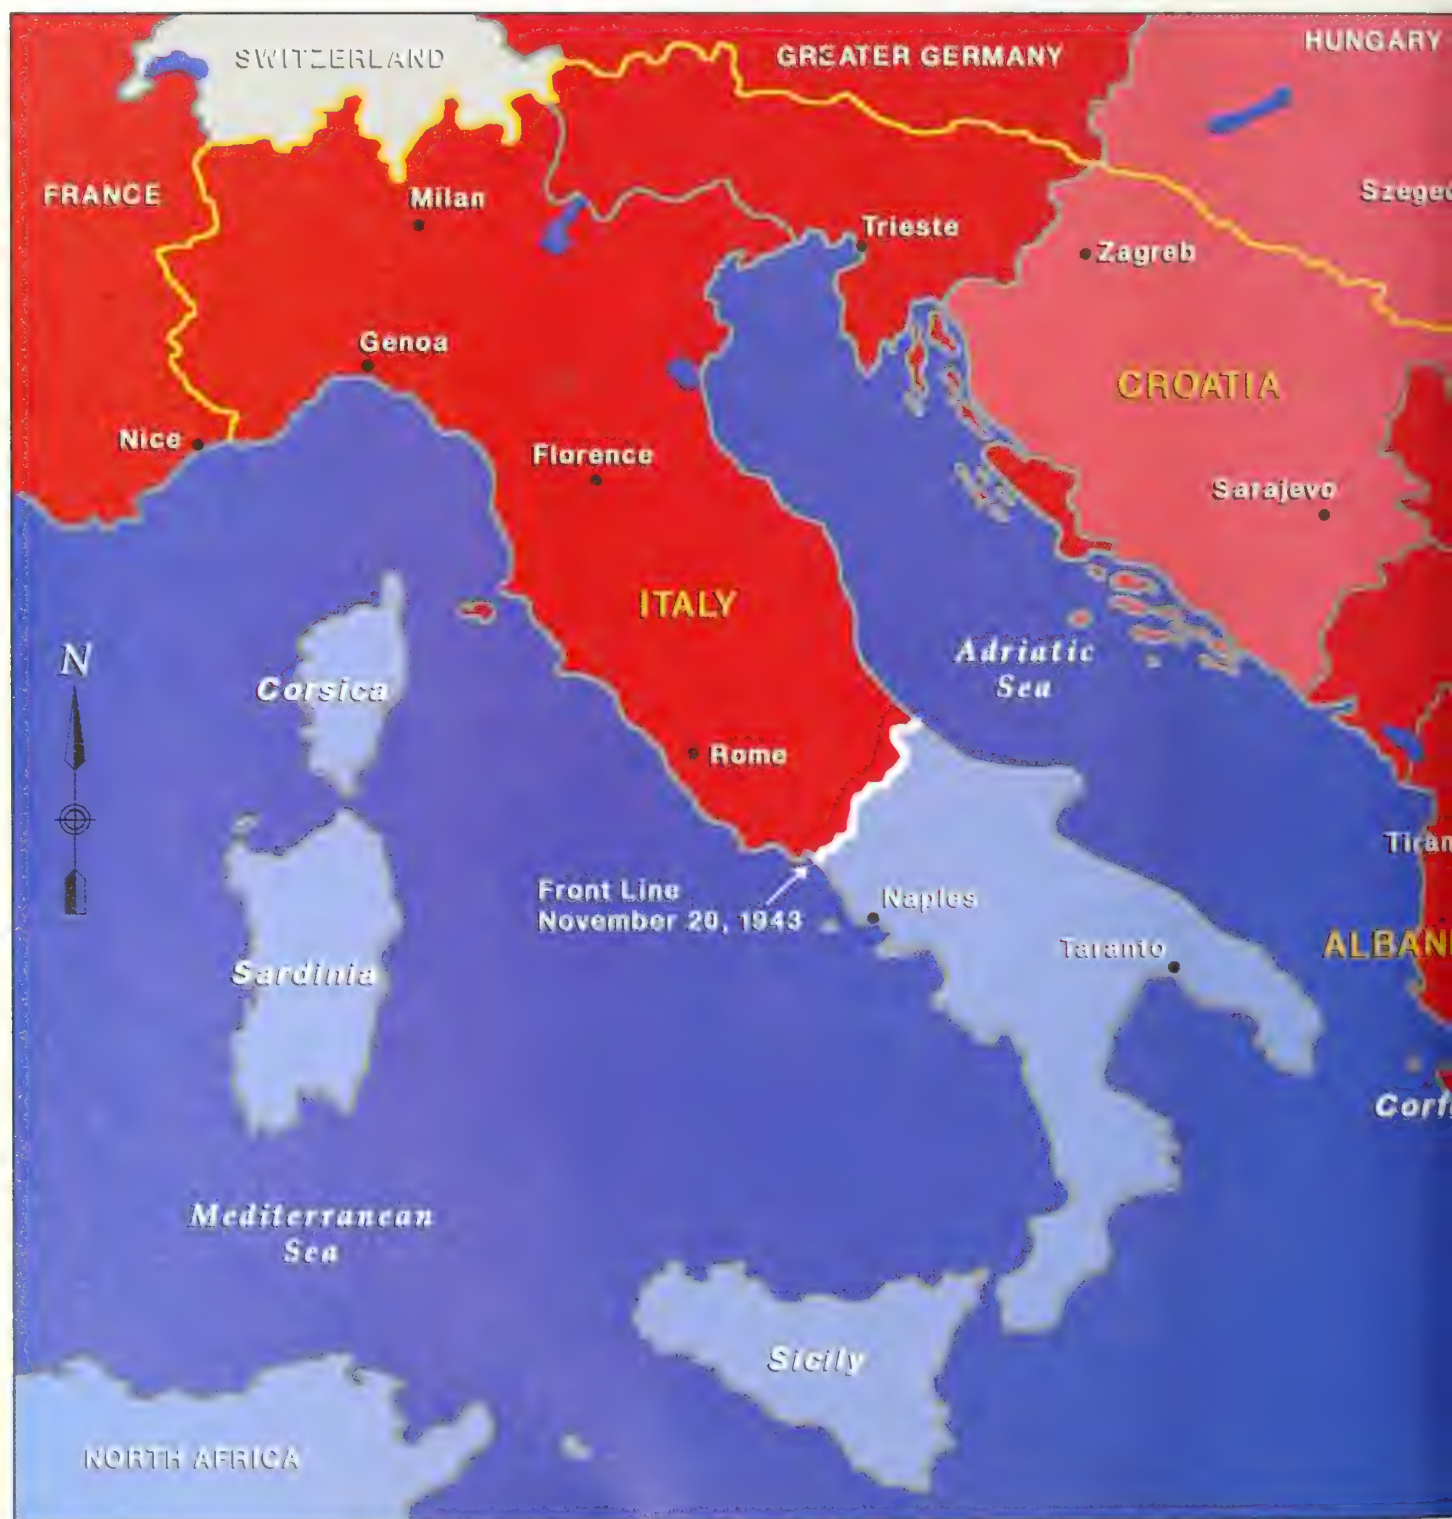 SWITZERLAND
GREATER GERMANY
HUNGARY
FRANCE
Milan
Trieste
Zagreb
Genoa
CROATIA
Nice
Florence
Sarajevo
ITALY
N
Adriatic
Sea
Corsica
Rome
Front Line
November 20, 1943
Naples
Taranto
Sardinia
Mediterranean
Sea
Sicily
NORTH AFRICA